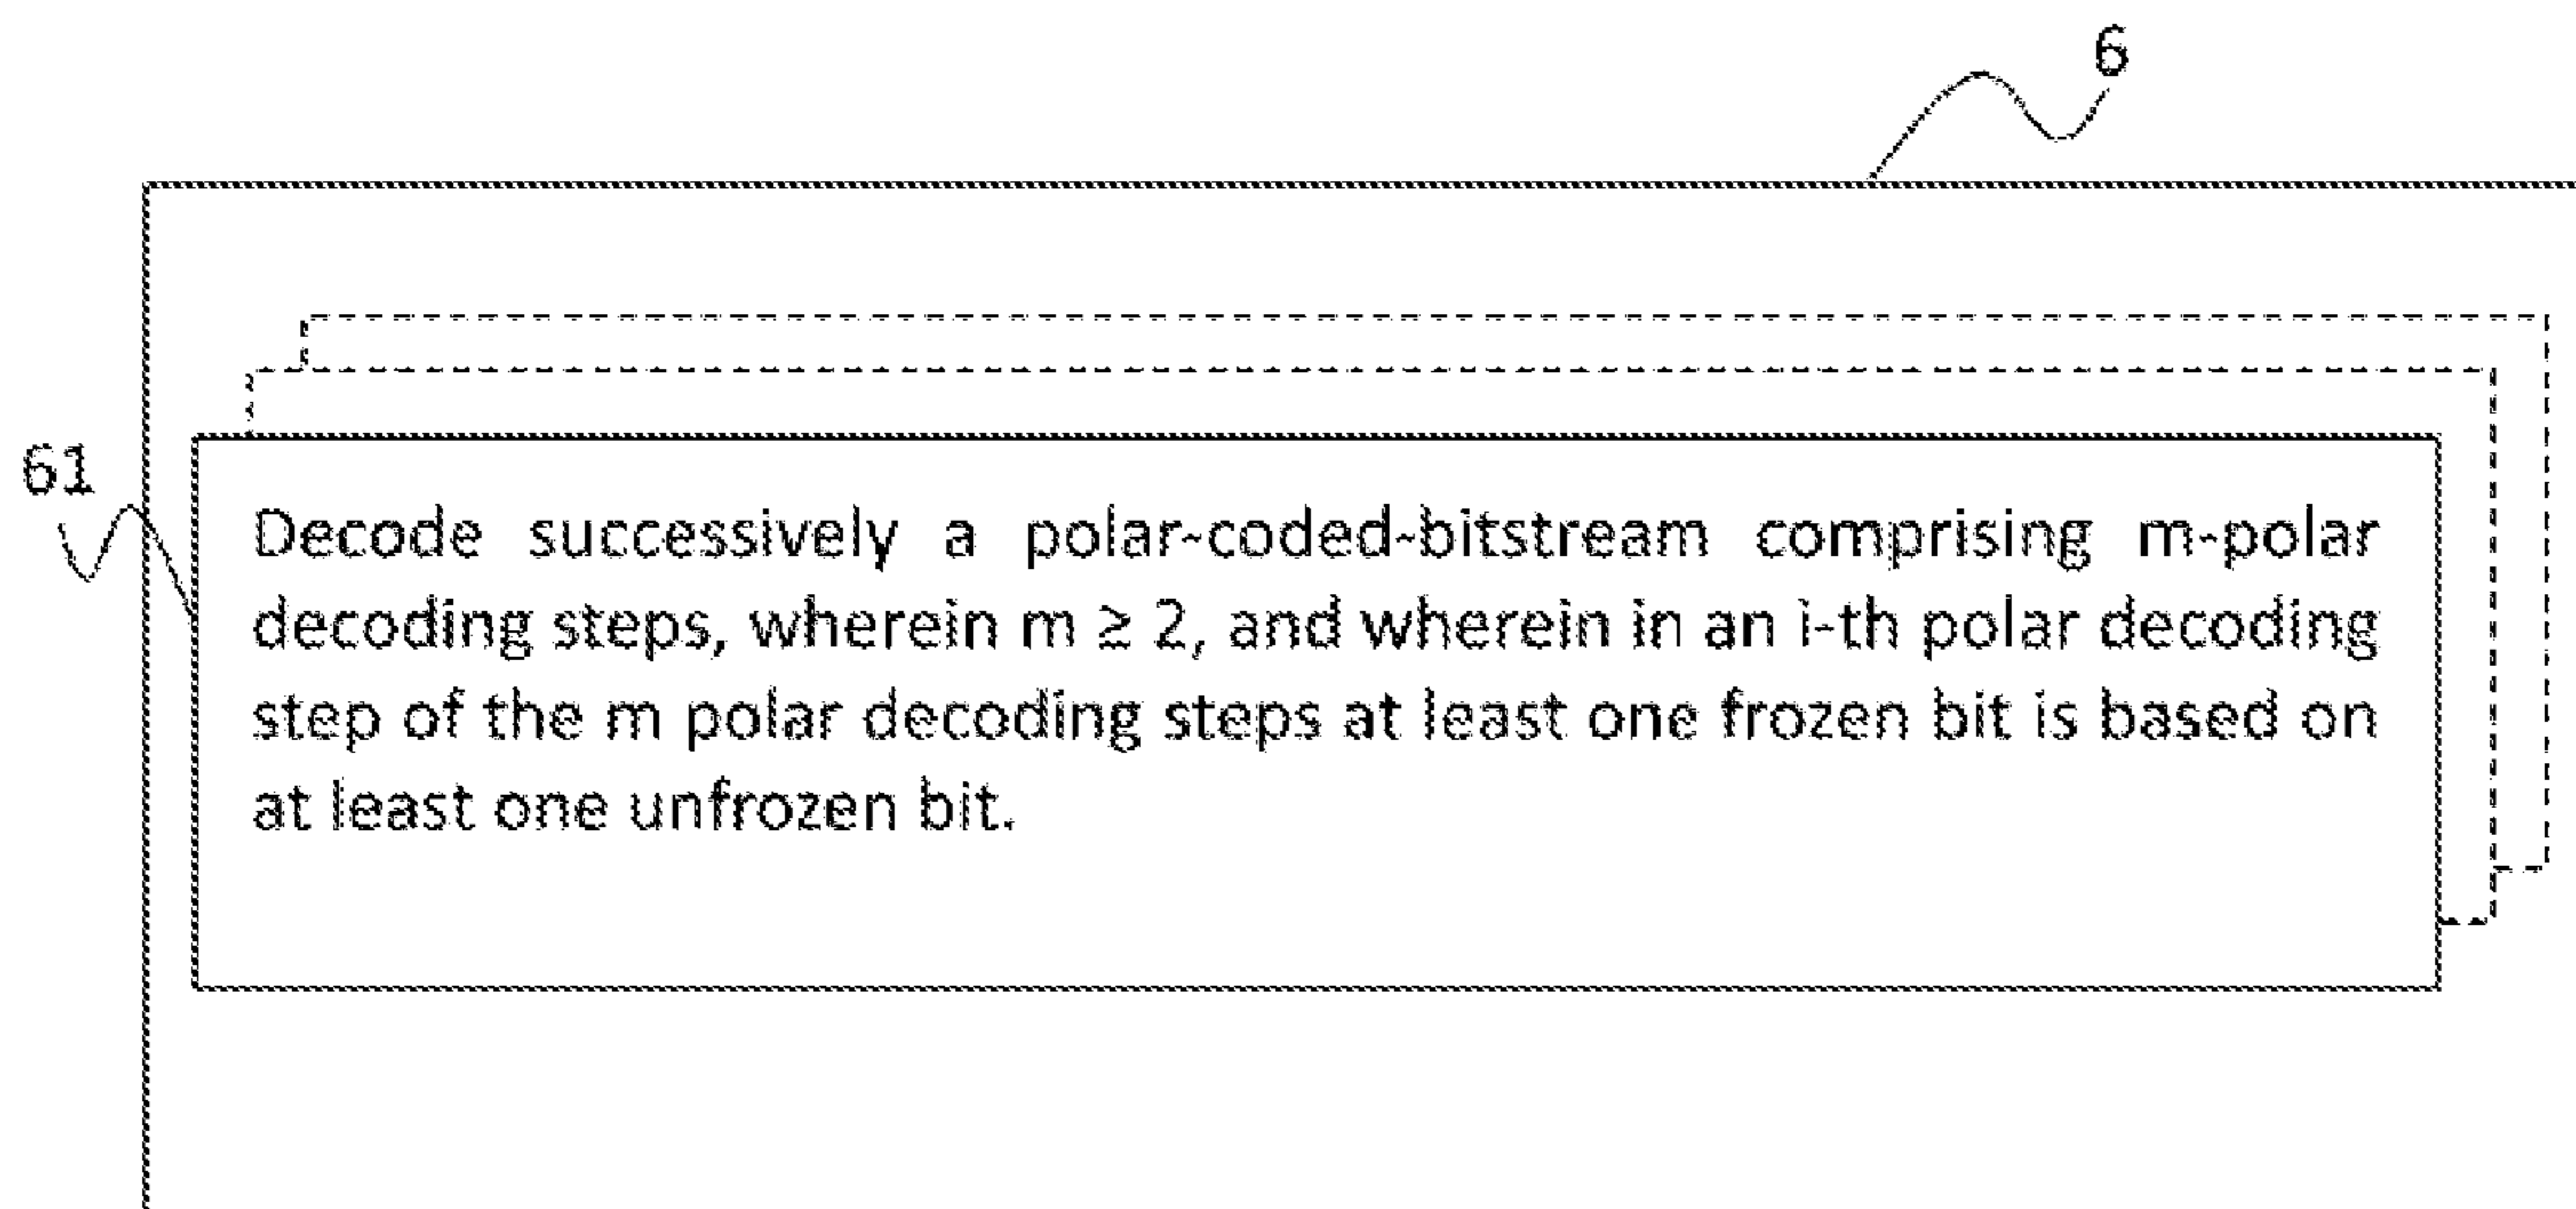 6
61
Decode successively a polar-coded-bitstream comprising m-polar
decoding steps, wherein m ≥ 2, and wherein in an i-th polar decoding
step of the m polar decoding steps at least one frozen bit is based on
at least one unfrozen bit.